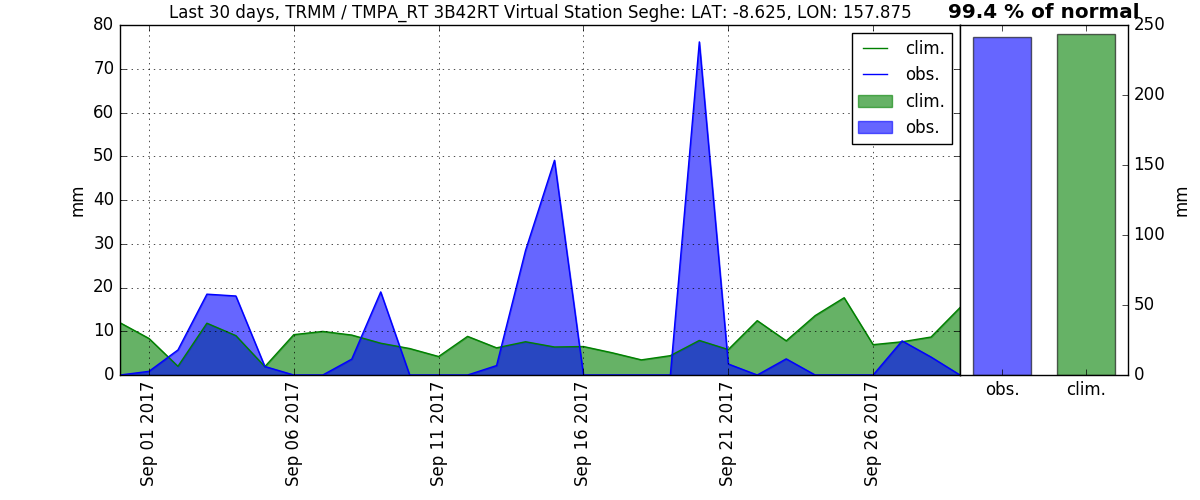 Last 30 days, TRMM / TMPA_RT 3B42RT Virtual Station Seghe: LAT: -8.625, LON: 157.875
99.4 % of normal
80
70
60
50
40
30
20
10
0
mm
clim.
obs.
clim.
obs.
Sep 01 2017
Sep 06 2017
Sep 11 2017
Sep 16 2017
Sep 21 2017
Sep 26 2017
250
200
150
100
50
0
mm
obs.
clim.